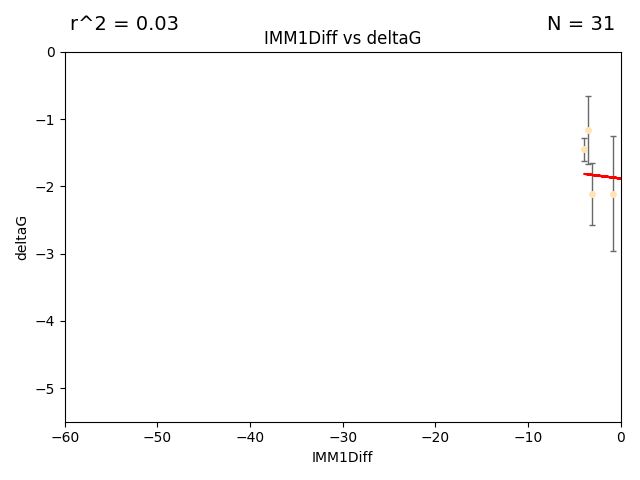 r^2 = 0.03
N = 31
IMM1Diff vs deltaG
0
−1
−2
−3
−4
−5
deltaG
−60
−50
−40
−30
−20
−10
0
IMM1Diff